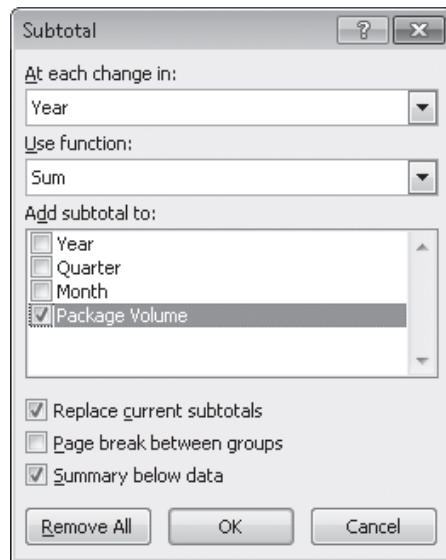 Subtotal
At each change in:
Year
Use function:
Sum
Add subtotal to:
Year
Quarter
Month
Package Volume
Replace current subtotals
Page break between groups
Summary below data
Remove All OK Cancel